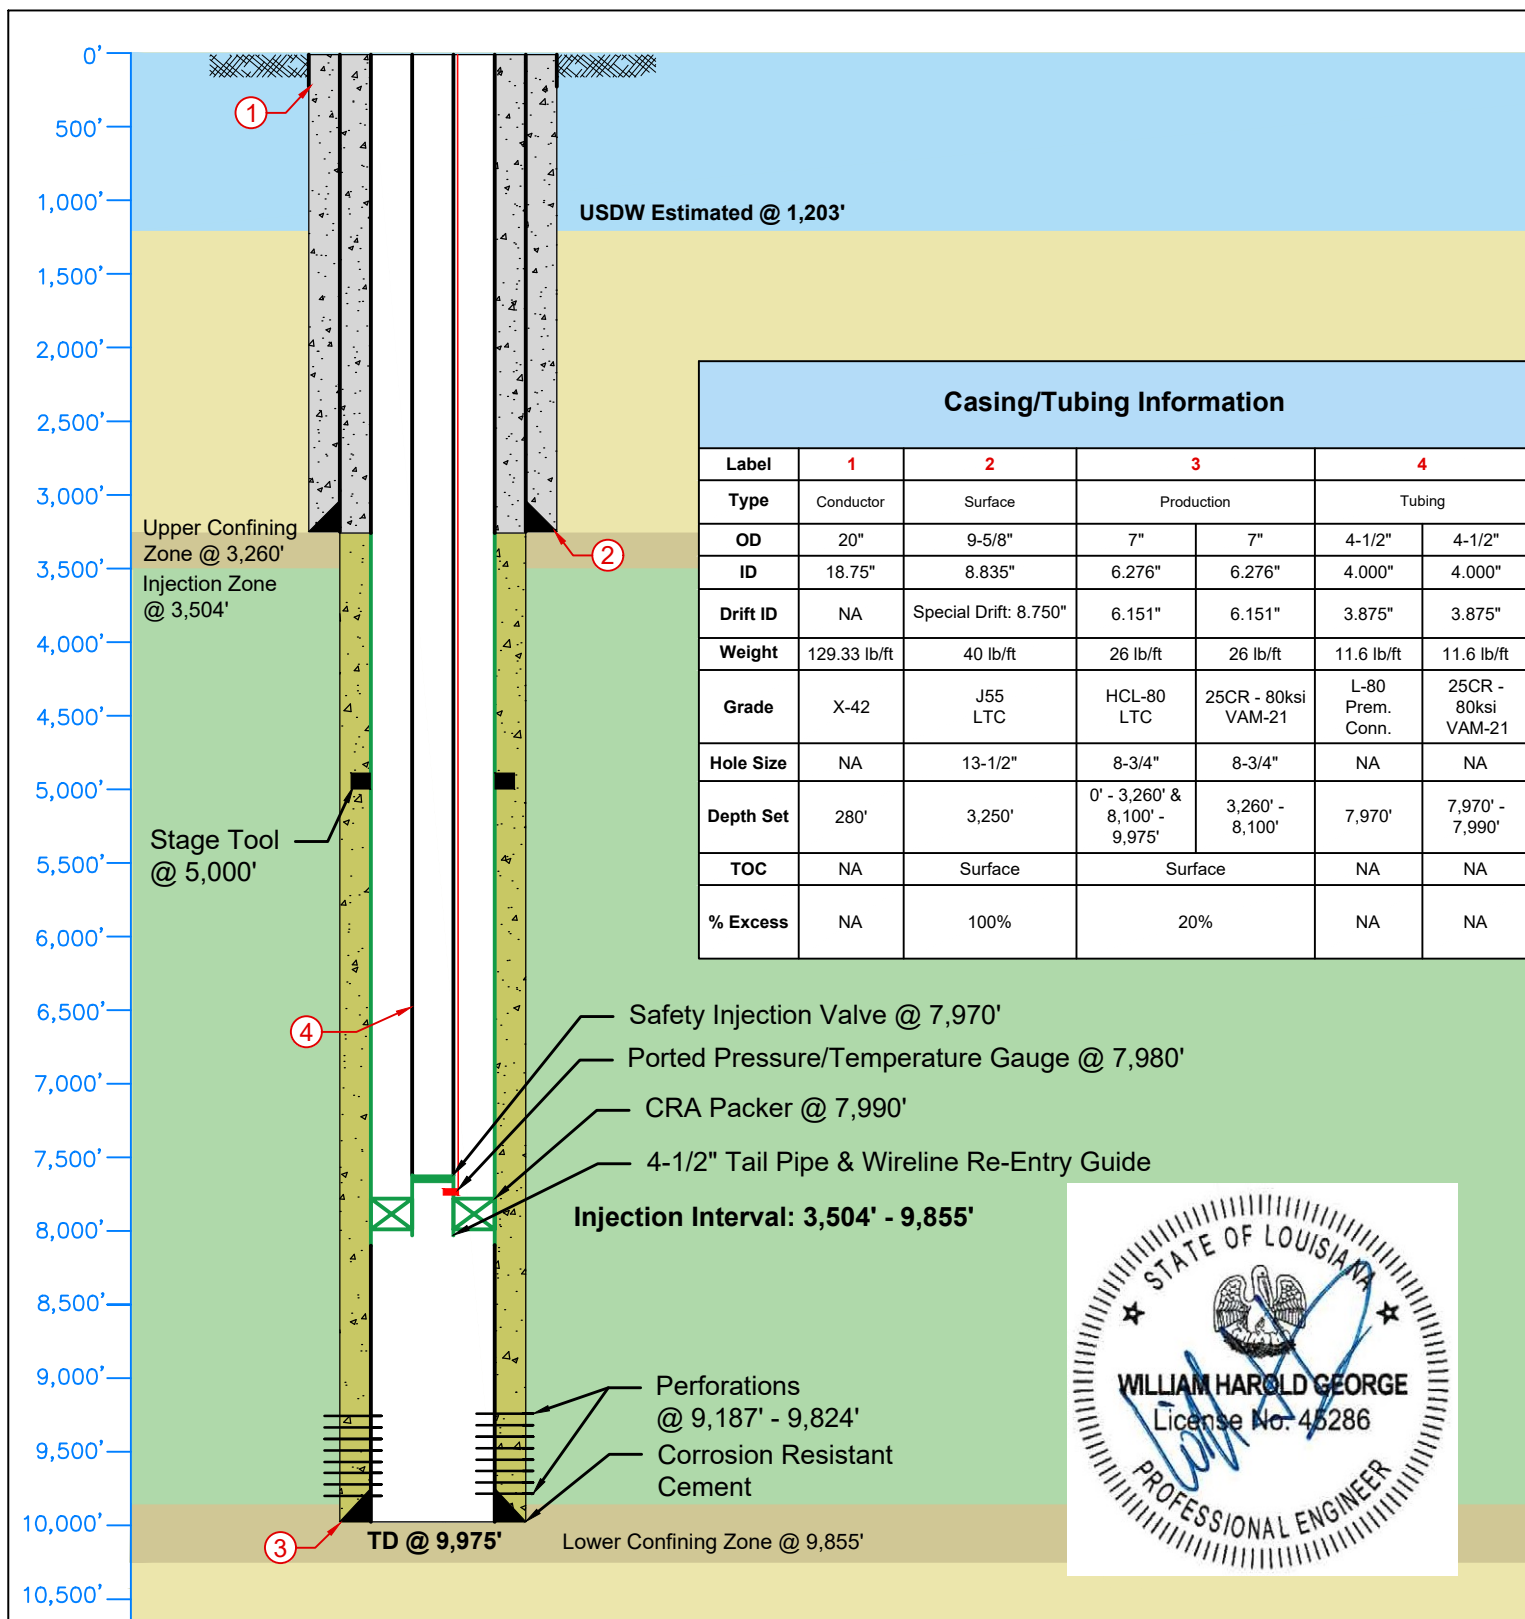 0'
500'
1,000'
1,500'
2,000'
2,500'
3,000'
3,500'
4,000'
4,500'
5,000'
5,500'
6,000'
6,500'
7,000'
7,500'
8,000'
8,500'
9,000'
9,500'
10,000'
10,500'
1
USDW Estimated @ 1,203'
Upper Confining
Zone @ 3,260'
2
Injection Zone
@ 3,504'
Stage Tool
@ 5,000'
Casing/Tubing Information
Label 1 2 3 4
Type Conductor Surface Production Tubing
OD 20" 9-5/8" 7" 7" 4-1/2" 4-1/2"
ID 18.75" 8.835" 6.276" 6.276" 4.000" 4.000"
Drift ID NA Special Drift: 8.750" 6.151" 6.151" 3.875" 3.875"
Weight 129.33 lb/ft 40 lb/ft 26 lb/ft 26 lb/ft 11.6 lb/ft 11.6 lb/ft
Grade X-42 J55 LTC HCL-80 LTC 25CR - 80ksi VAM-21 L-80 Prem. Conn. 25CR - 80ksi VAM-21
Hole Size NA 13-1/2" 8-3/4" 8-3/4" NA NA
Depth Set 280' 3,250' 0' - 3,260' & 8,100' - 9,975' 3,260' - 8,100' 7,970' 7,970' - 7,990'
TOC NA Surface Surface NA NA
% Excess NA 100% 20% NA NA
4
Safety Injection Valve @ 7,970'
Ported Pressure/Temperature Gauge @ 7,980'
CRA Packer @ 7,990'
4-1/2" Tail Pipe & Wireline Re-Entry Guide
Injection Interval: 3,504' - 9,855'
Perforations
@ 9,187' - 9,824'
Corrosion Resistant
Cement
3
TD @ 9,975'
Lower Confining Zone @ 9,855'
STATE OF LOUISIANA
WILLIAM HAROLD GEORGE
License No. 45286
PROFESSIONAL ENGINEER